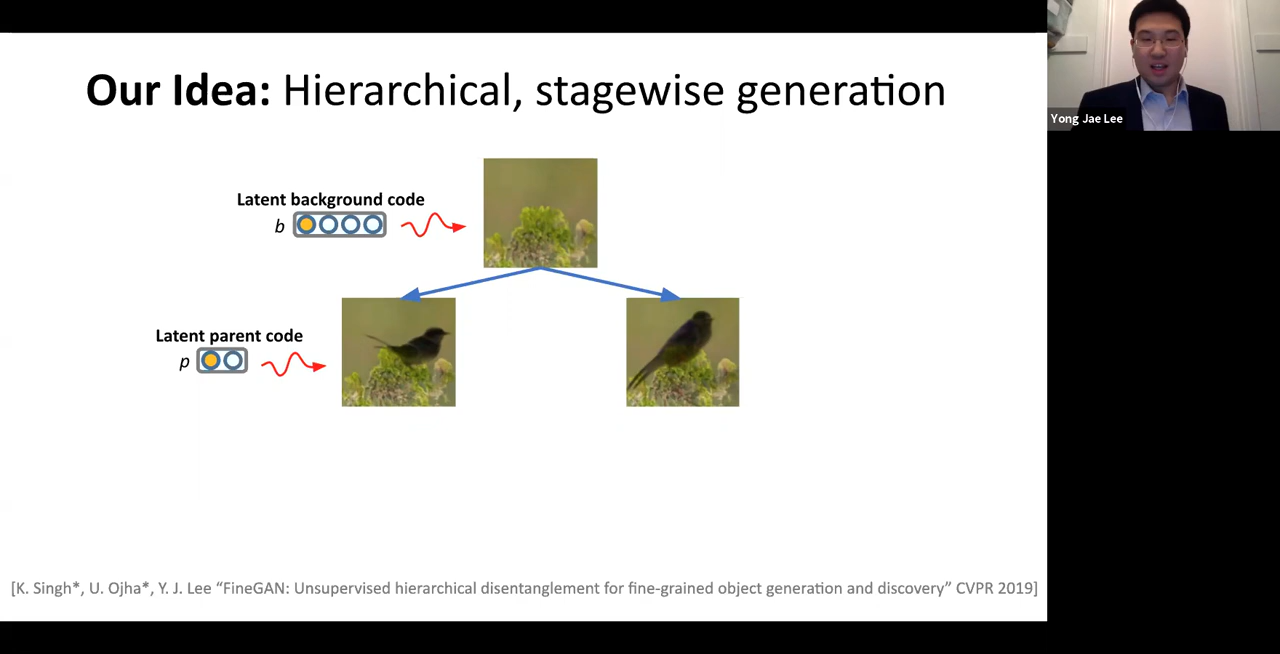 Our Idea: Hierarchical, stagewise generation
Yong Jae Lee
Latent background code
b
Latent parent code
p
[K. Singh*, U. Ojha*, Y. J. Lee “FineGAN: Unsupervised hierarchical disentanglement for fine-grained object generation and discovery” CVPR 2019]